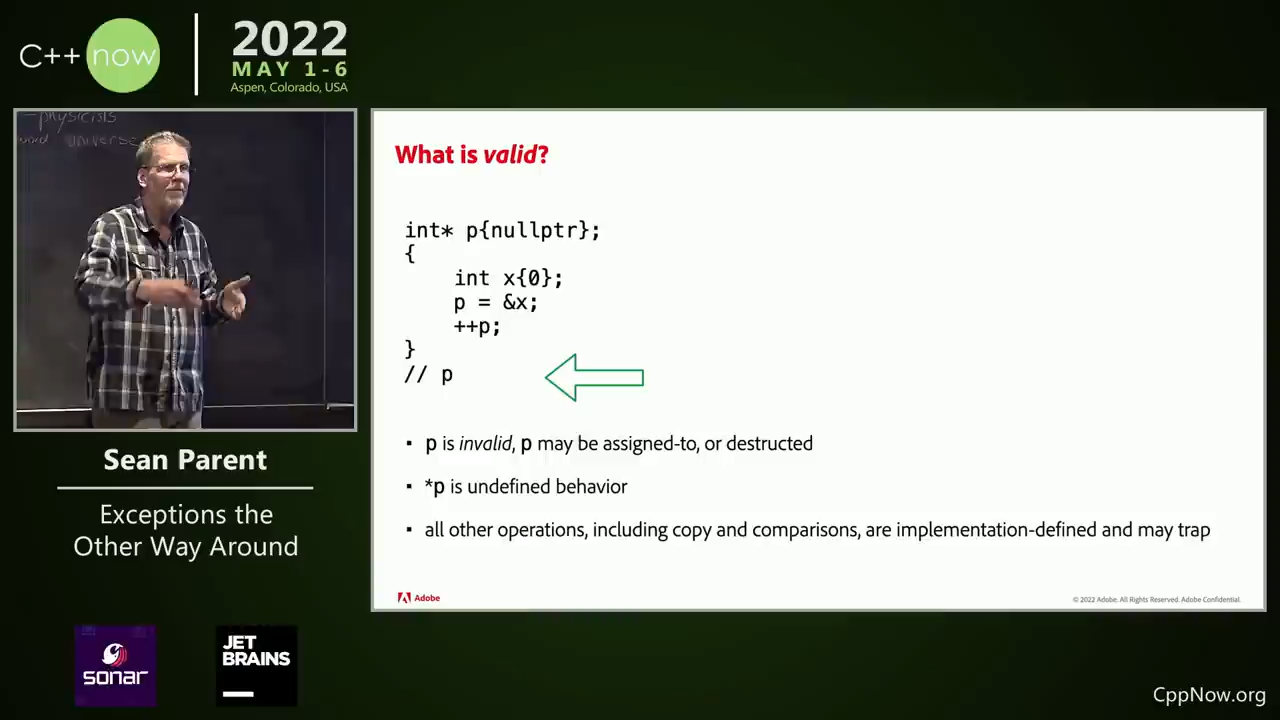 C++ now
2022
MAY 1-6
Aspen, Colorado, USA
-physicists
word universe
Sean Parent
Exceptions the
Other Way Around
sonar
JET
BRAINS
What is valid?
int* p{nullptr};
{
int x{0};
p = &x;
++p;
}
// p
▪ p is invalid, p may be assigned-to, or destructed
▪ *p is undefined behavior
▪ all other operations, including copy and comparisons, are implementation-defined and may trap
Adobe
© 2022 Adobe. All Rights Reserved. Adobe Confidential.
CppNow.org